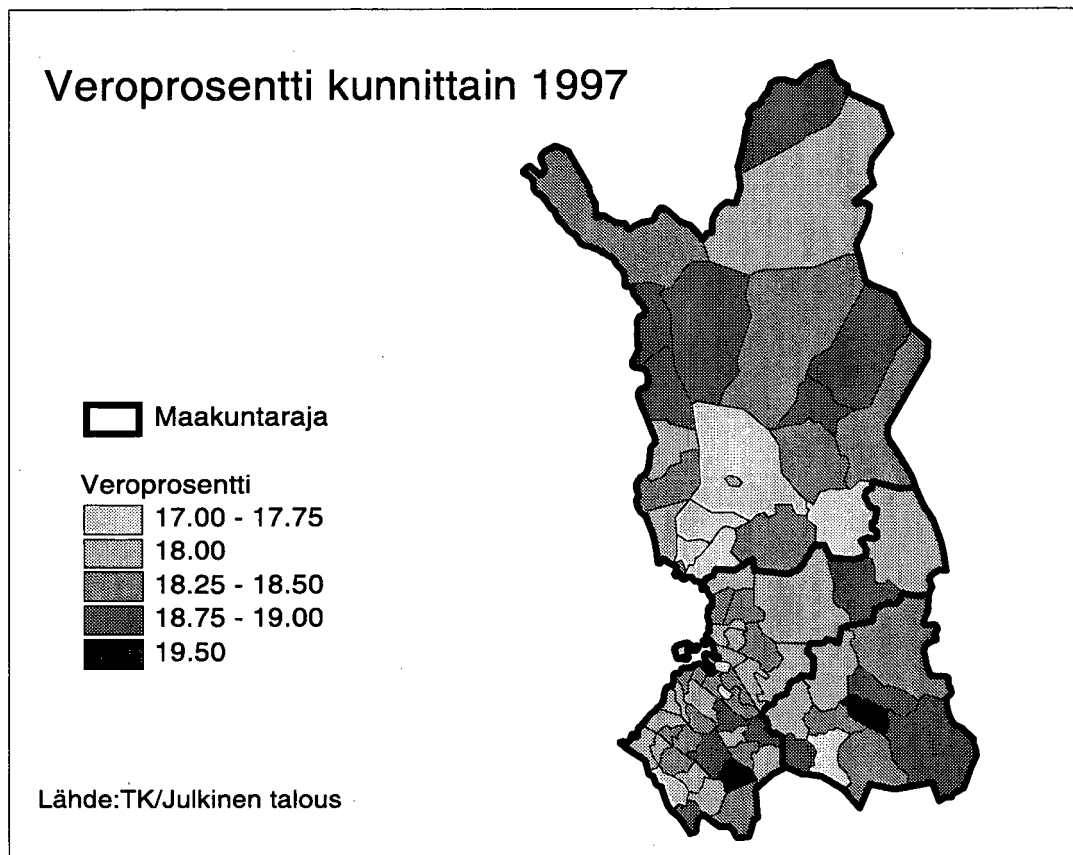 Veroprosentti kunnittain 1997
Maakuntaraja
Veroprosentti
17.00 - 17.75
18.00
18.25 - 18.50
18.75 - 19.00
19.50
Lähde:TK/Julkinen talous